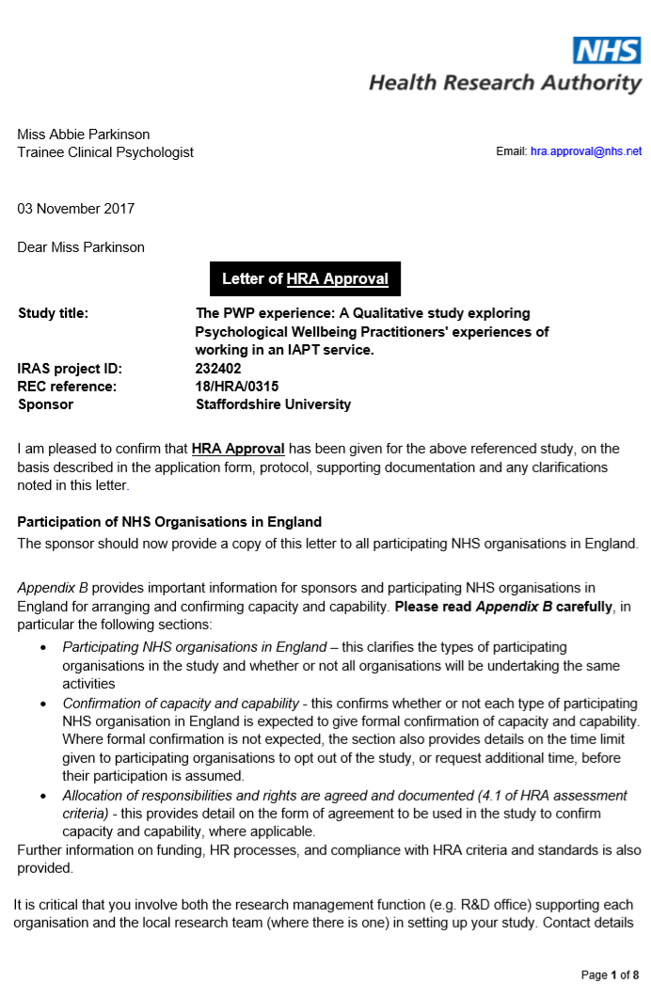 NHS
Health Research Authority
Miss Abbie Parkinson
Trainee Clinical Psychologist
Email: hra.approval@nhs.net
03 November 2017
Dear Miss Parkinson
Letter of HRA Approval
Study title: The PWP experience: A Qualitative study exploring
Psychological Wellbeing Practitioners' experiences of
working in an IAPT service.
IRAS project ID: 232402
REC reference: 18/HRA/0315
Sponsor Staffordshire University
I am pleased to confirm that HRA Approval has been given for the above referenced study, on the
basis described in the application form, protocol, supporting documentation and any clarifications
noted in this letter.
Participation of NHS Organisations in England
The sponsor should now provide a copy of this letter to all participating NHS organisations in England.
Appendix B provides important information for sponsors and participating NHS organisations in
England for arranging and confirming capacity and capability. Please read Appendix B carefully, in
particular the following sections:
• Participating NHS organisations in England – this clarifies the types of participating
organisations in the study and whether or not all organisations will be undertaking the same
activities
• Confirmation of capacity and capability - this confirms whether or not each type of participating
NHS organisation in England is expected to give formal confirmation of capacity and capability.
Where formal confirmation is not expected, the section also provides details on the time limit
given to participating organisations to opt out of the study, or request additional time, before
their participation is assumed.
• Allocation of responsibilities and rights are agreed and documented (4.1 of HRA assessment
criteria) - this provides detail on the form of agreement to be used in the study to confirm
capacity and capability, where applicable.
Further information on funding, HR processes, and compliance with HRA criteria and standards is also
provided.
It is critical that you involve both the research management function (e.g. R&D office) supporting each
organisation and the local research team (where there is one) in setting up your study. Contact details
Page 1 of 8